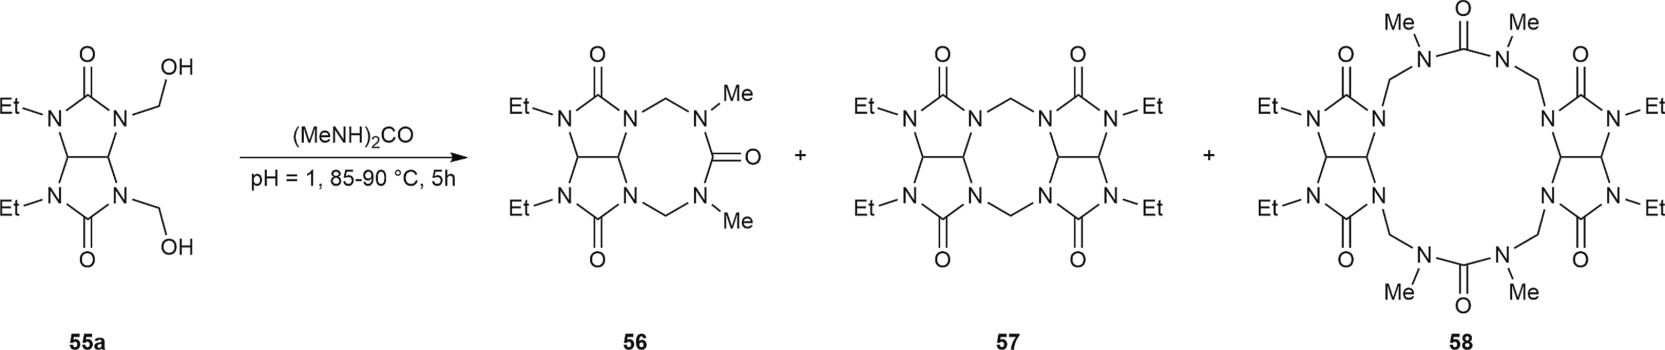 O OH
Et N N
Et N N
O OH
55a
(MeNH)2CO
pH = 1, 85-90 °C, 5h
O
Et N N N Me
O
Et N N N Me
O
56
+
O O
Et N N N N Et
Et N N N N Et
O O
57
+
O
Me N N Me
O O
Et N N N N Et
Et N N N N Et
O O
Me N N Me
O
58